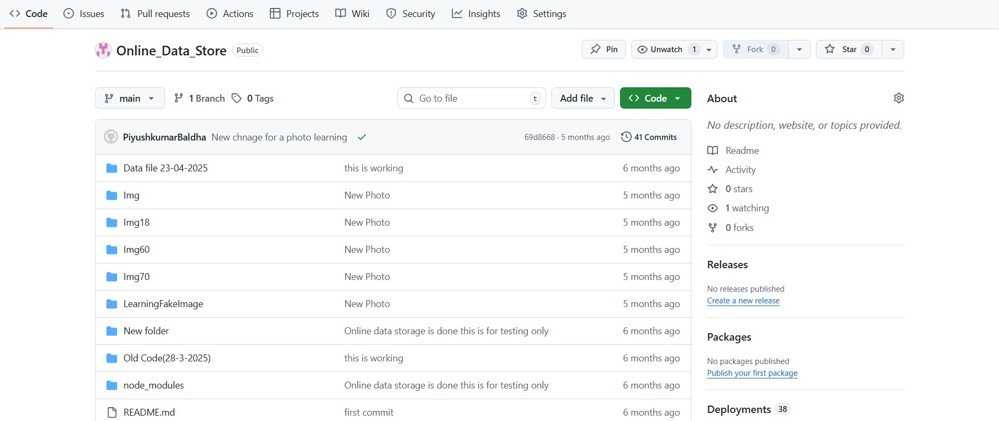 Code Issues Pull requests Actions Projects Wiki Security Insights Settings
Online_Data_Store Public
Pin Unwatch 1 Fork 0 Star 0
main 1 Branch 0 Tags Go to file t Add file Code
PiyushkumarBaldha New chnage for a photo learning 69d8668 · 5 months ago 41 Commits
Data file 23-04-2025 this is working 6 months ago
Img New Photo 5 months ago
Img18 New Photo 5 months ago
Img60 New Photo 5 months ago
Img70 New Photo 5 months ago
LearningFakeImage New Photo 5 months ago
New folder Online data storage is done this is for testing only 6 months ago
Old Code(28-3-2025) this is working 6 months ago
node_modules Online data storage is done this is for testing only 6 months ago
README.md first commit 6 months ago
About
No description, website, or topics provided.
Readme
Activity
0 stars
1 watching
0 forks
Releases
No releases published
Create a new release
Packages
No packages published
Publish your first package
Deployments 38